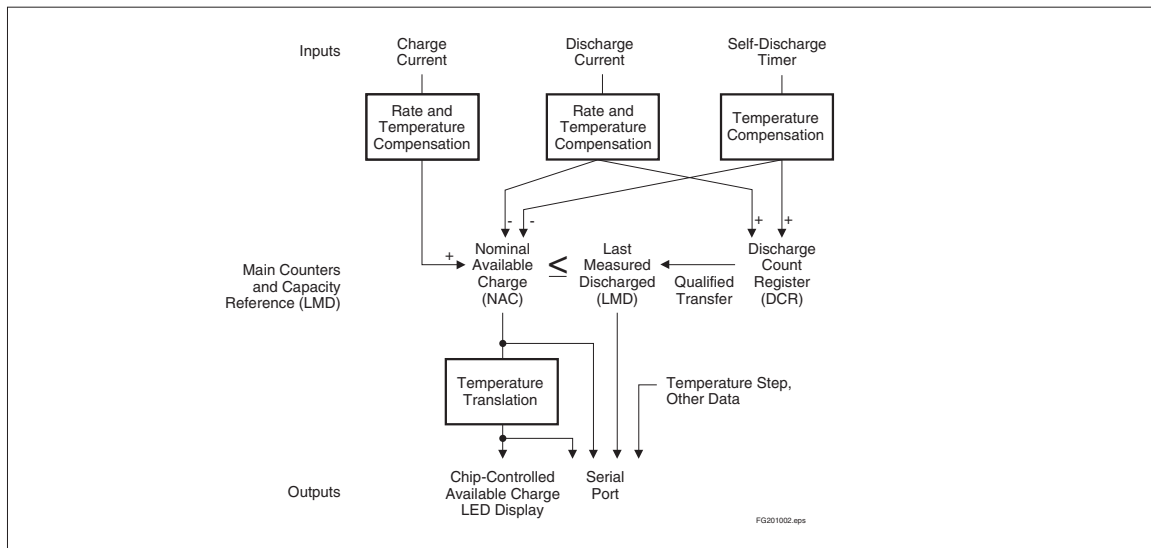 Inputs
Charge
Current
Discharge
Current
Self-Discharge
Timer
Rate and
Temperature
Compensation
Rate and
Temperature
Compensation
Temperature
Compensation
- -
+ +
+
Main Counters
and Capacity
Reference (LMD)
Nominal
Available
Charge
(NAC)
≤
Last
Measured
Discharged
(LMD)
Qualified
Transfer
Discharge
Count
Register
(DCR)
Temperature
Translation
Temperature Step,
Other Data
Outputs
Chip-Controlled
Available Charge
LED Display
Serial
Port
FG201002.eps